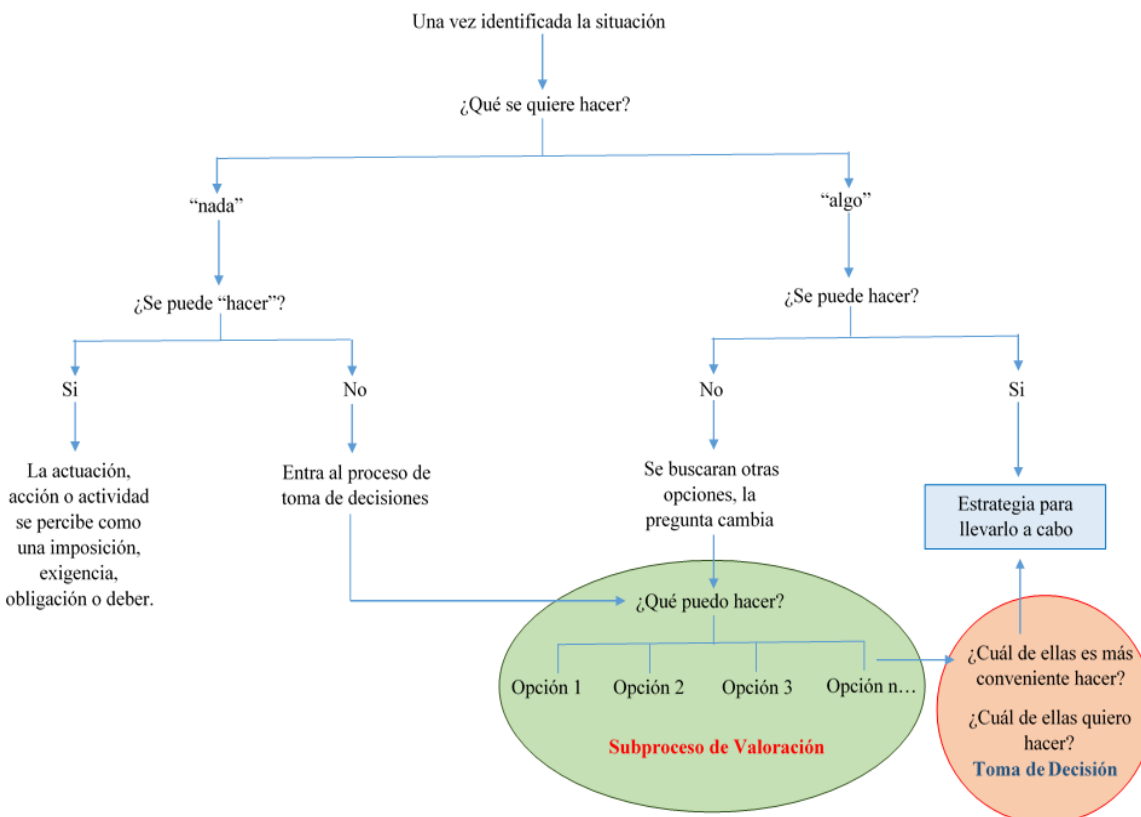 Una vez identificada la situación
¿Qué se quiere hacer?
“nada”
“algo”
¿Se puede “hacer”?
¿Se puede hacer?
Si
No
No
Si
La actuación,
acción o actividad
se percibe como
una imposición,
exigencia,
obligación o deber.
Entra al proceso de
toma de decisiones
Se buscaran otras
opciones, la
pregunta cambia
Estrategia para
llevarlo a cabo
¿Qué puedo hacer?
Opción 1
Opción 2
Opción 3
Opción n…
Subproceso de Valoración
¿Cuál de ellas es más
conveniente hacer?
¿Cuál de ellas quiero
hacer?
Toma de Decisión